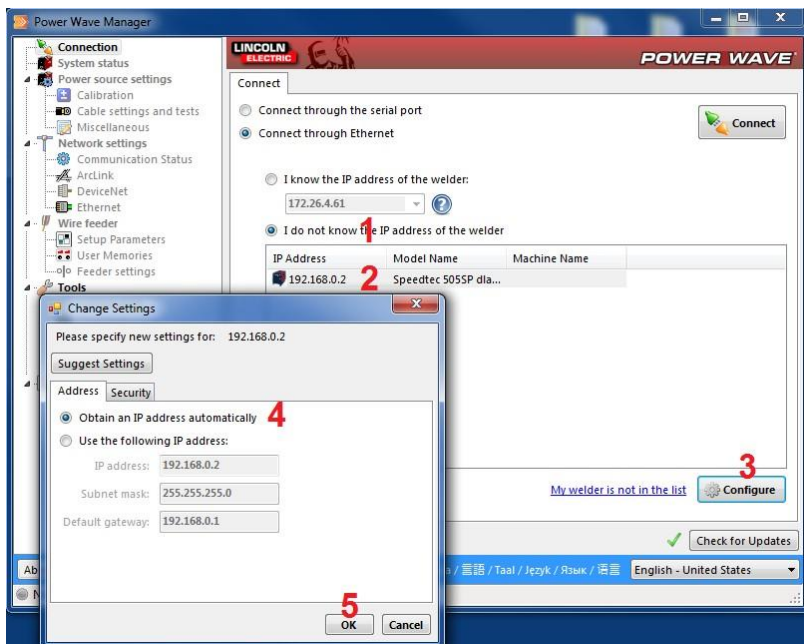 Power Wave Manager
Connection
System status
Power source settings
Calibration
Cable settings and tests
Miscellaneous
Network settings
Communication Status
ArcLink
DeviceNet
Ethernet
Wire feeder
Setup Parameters
User Memories
Feeder settings
Tools
LINCOLN
ELECTRIC
POWER WAVE
Connect
Connect through the serial port
Connect through Ethernet
Connect
I know the IP address of the welder:
172.26.4.61
1
I do not know the IP address of the welder
IP Address Model Name Machine Name
192.168.0.2 2 Speedtec 505SP dla...
Change Settings
Please specify new settings for: 192.168.0.2
Suggest Settings
Address Security
Obtain an IP address automatically 4
Use the following IP address:
IP address: 192.168.0.2
Subnet mask: 255.255.255.0
Default gateway: 192.168.0.1
5
OK Cancel
3
My welder is not in the list Configure
Check for Updates
Ab
/ 言語 / Taal / Język / Язык / 语言 English - United States
N